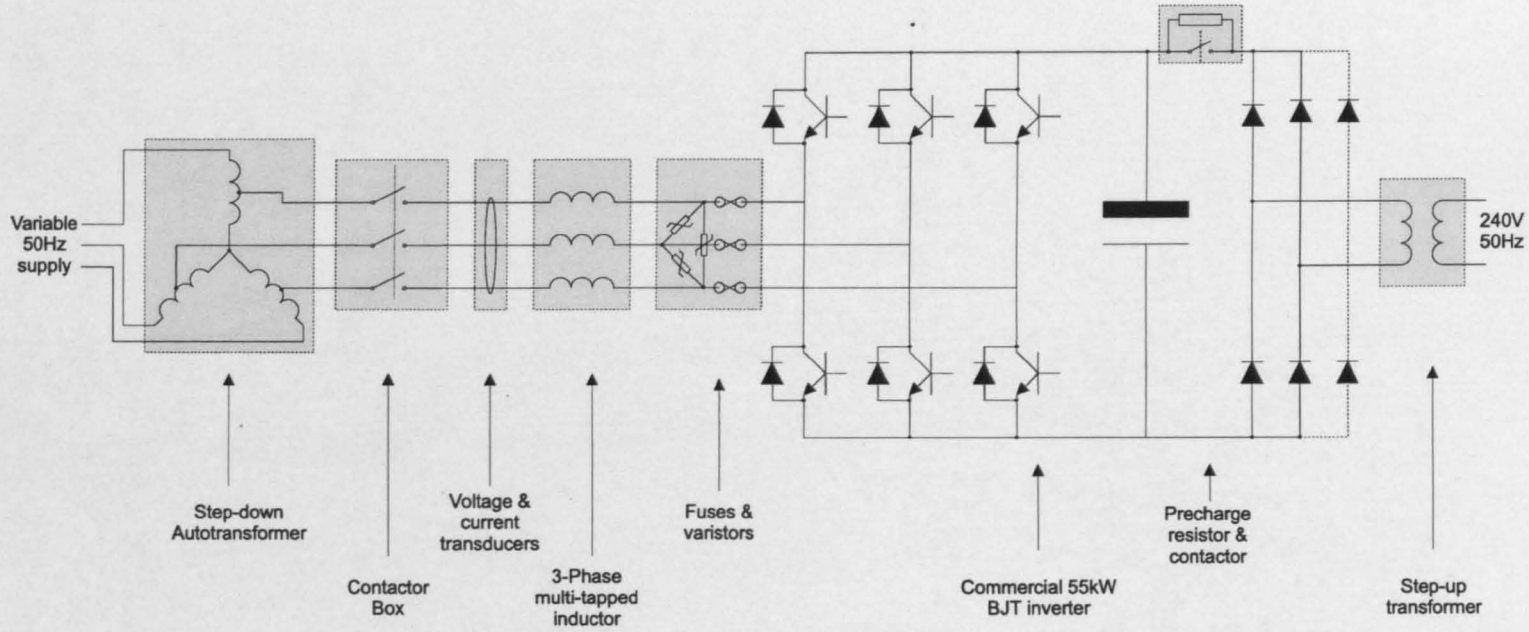 Variable
50Hz
supply
240V
50Hz
Step-down
Autotransformer
Contactor
Box
Voltage &
current
transducers
3-Phase
multi-tapped
inductor
Fuses &
varistors
Commercial 55kW
BJT inverter
Precharge
resistor &
contactor
Step-up
transformer